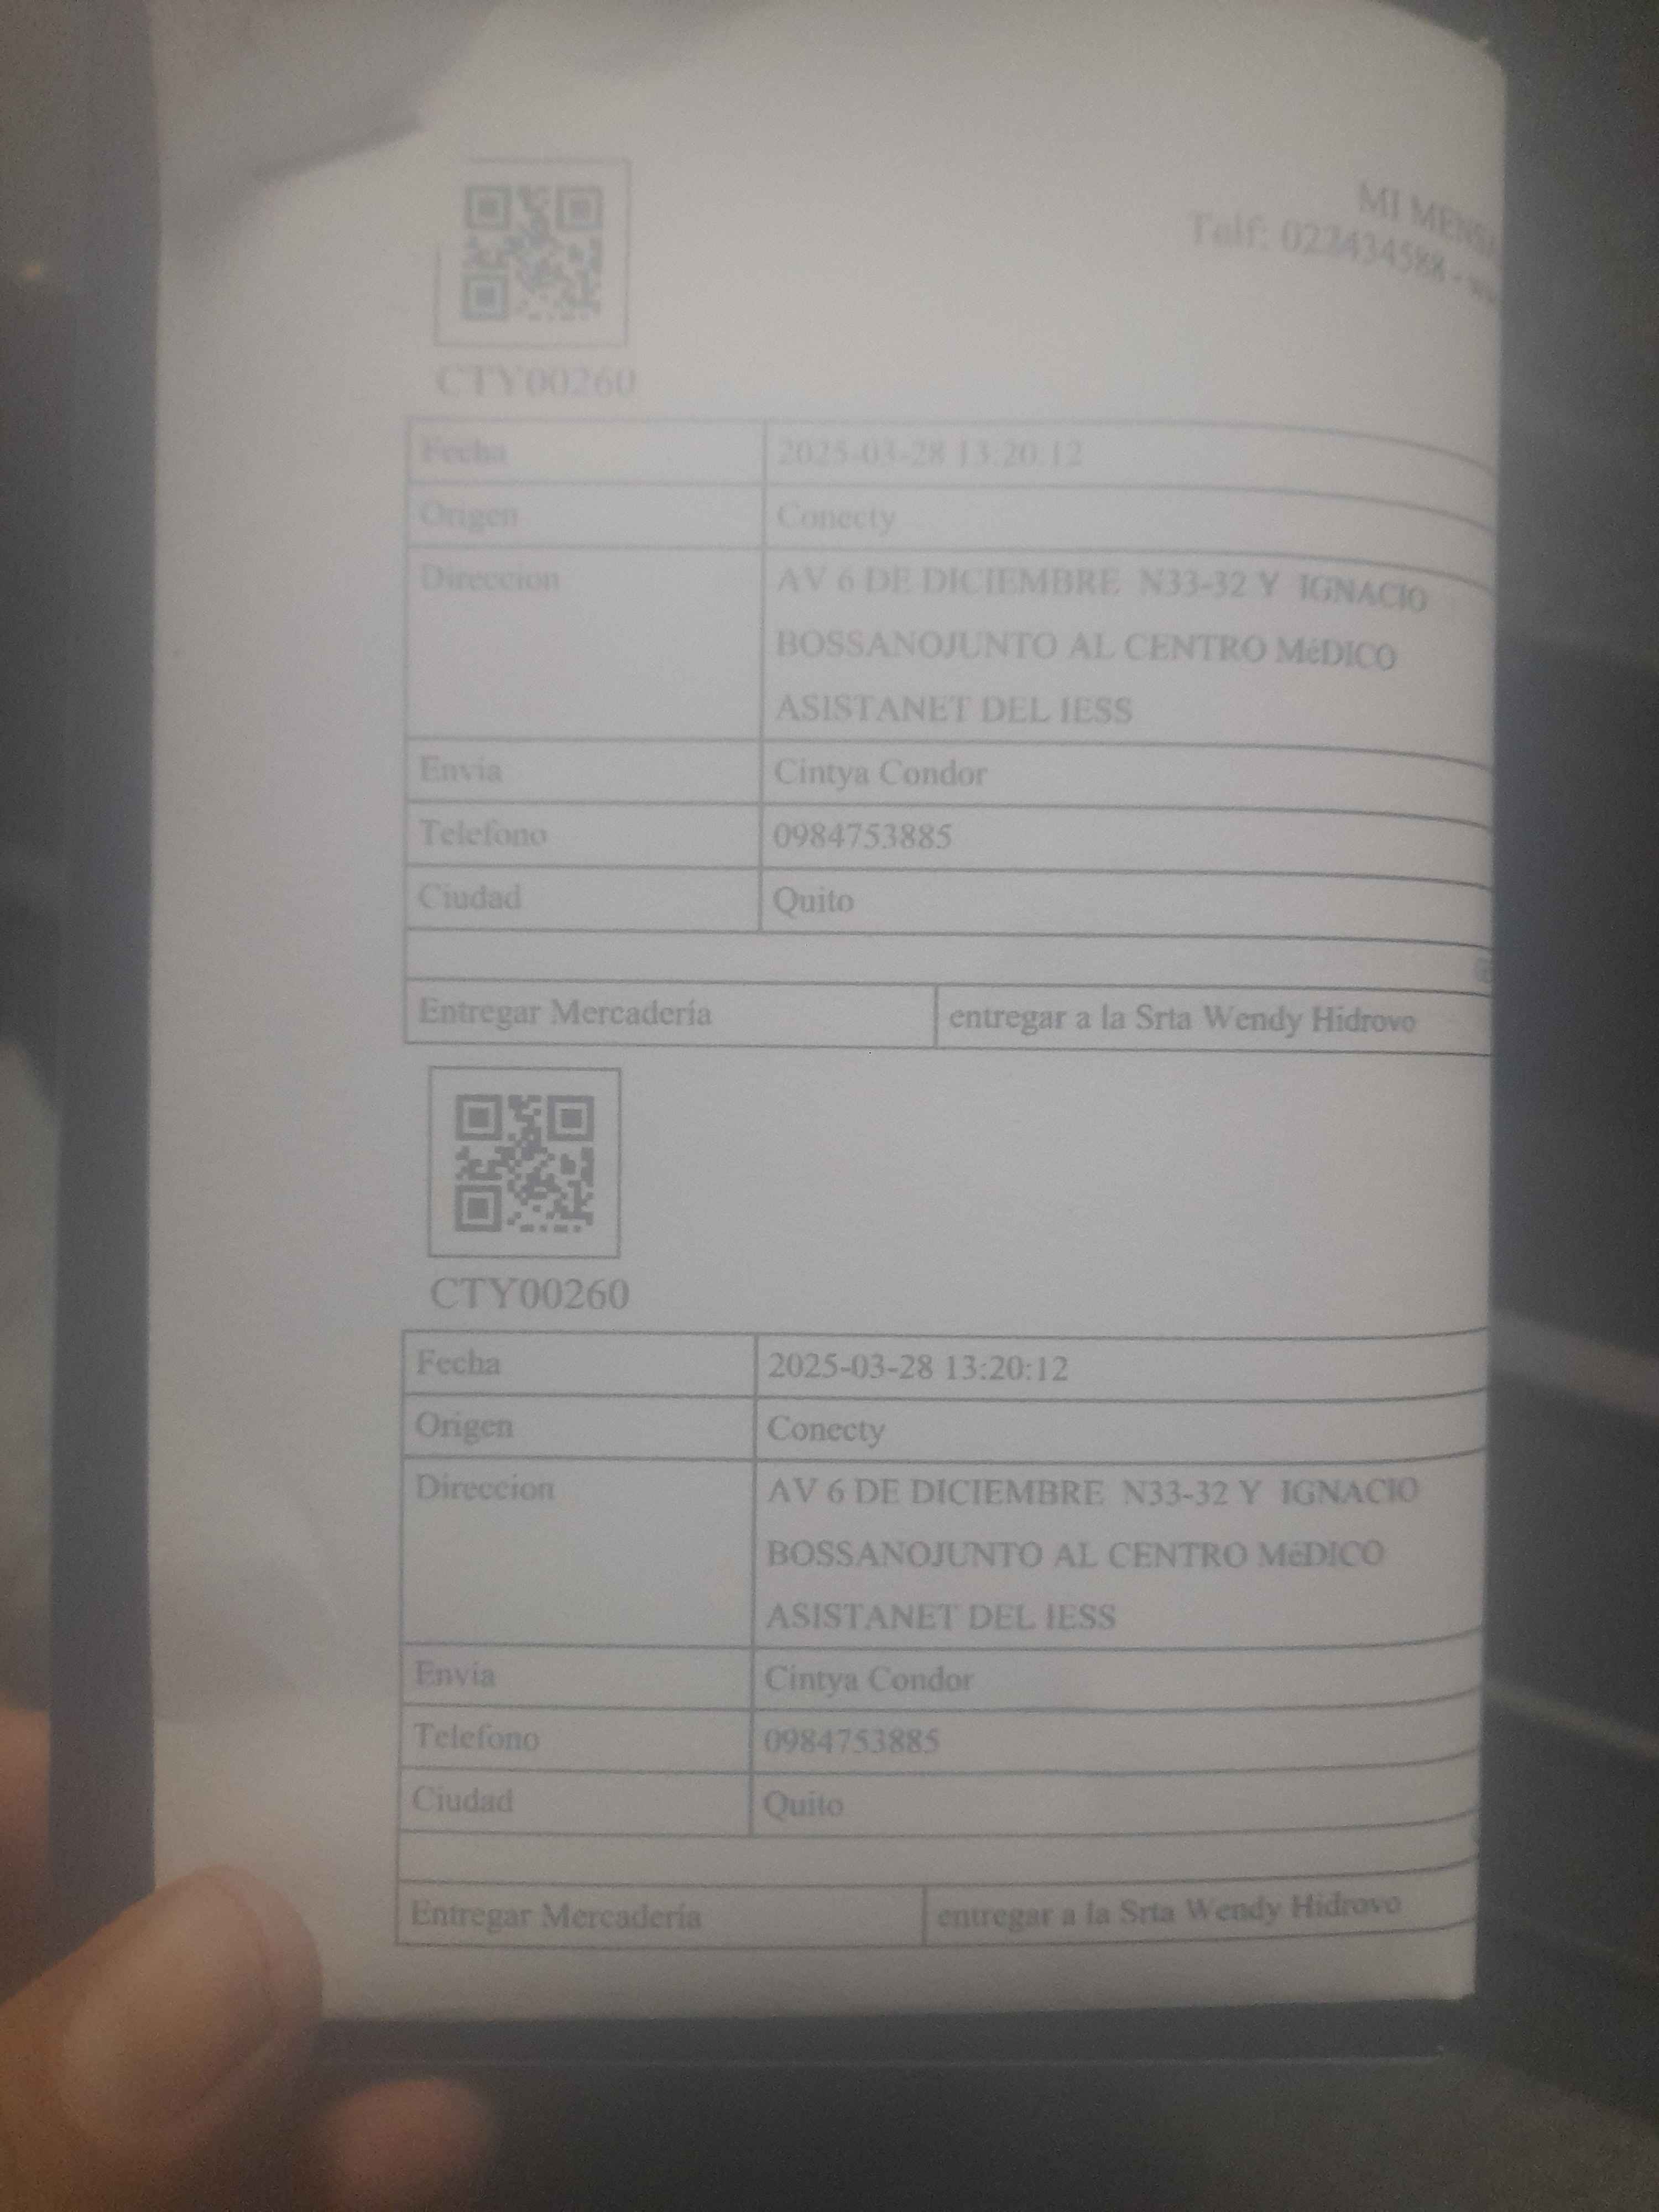 MI
Telf: 022434588 -
CTY00260
Fecha 2025-03-28 13:20:12
Origen Conecty
Direccion AV 6 DE DICIEMBRE N33-32 Y IGNACIO
BOSSANOJUNTO AL CENTRO MéDICO
ASISTANET DEL IESS
Envia Cintya Condor
Telefono 0984753885
Ciudad Quito
Entregar Mercadería entregar a la Srta Wendy Hidrovo
CTY00260
Fecha 2025-03-28 13:20:12
Origen Conecty
Direccion AV 6 DE DICIEMBRE N33-32 Y IGNACIO
BOSSANOJUNTO AL CENTRO MéDICO
ASISTANET DEL IESS
Envia Cintya Condor
Telefono 0984753885
Ciudad Quito
Entregar Mercadería entregar a la Srta Wendy Hidrovo